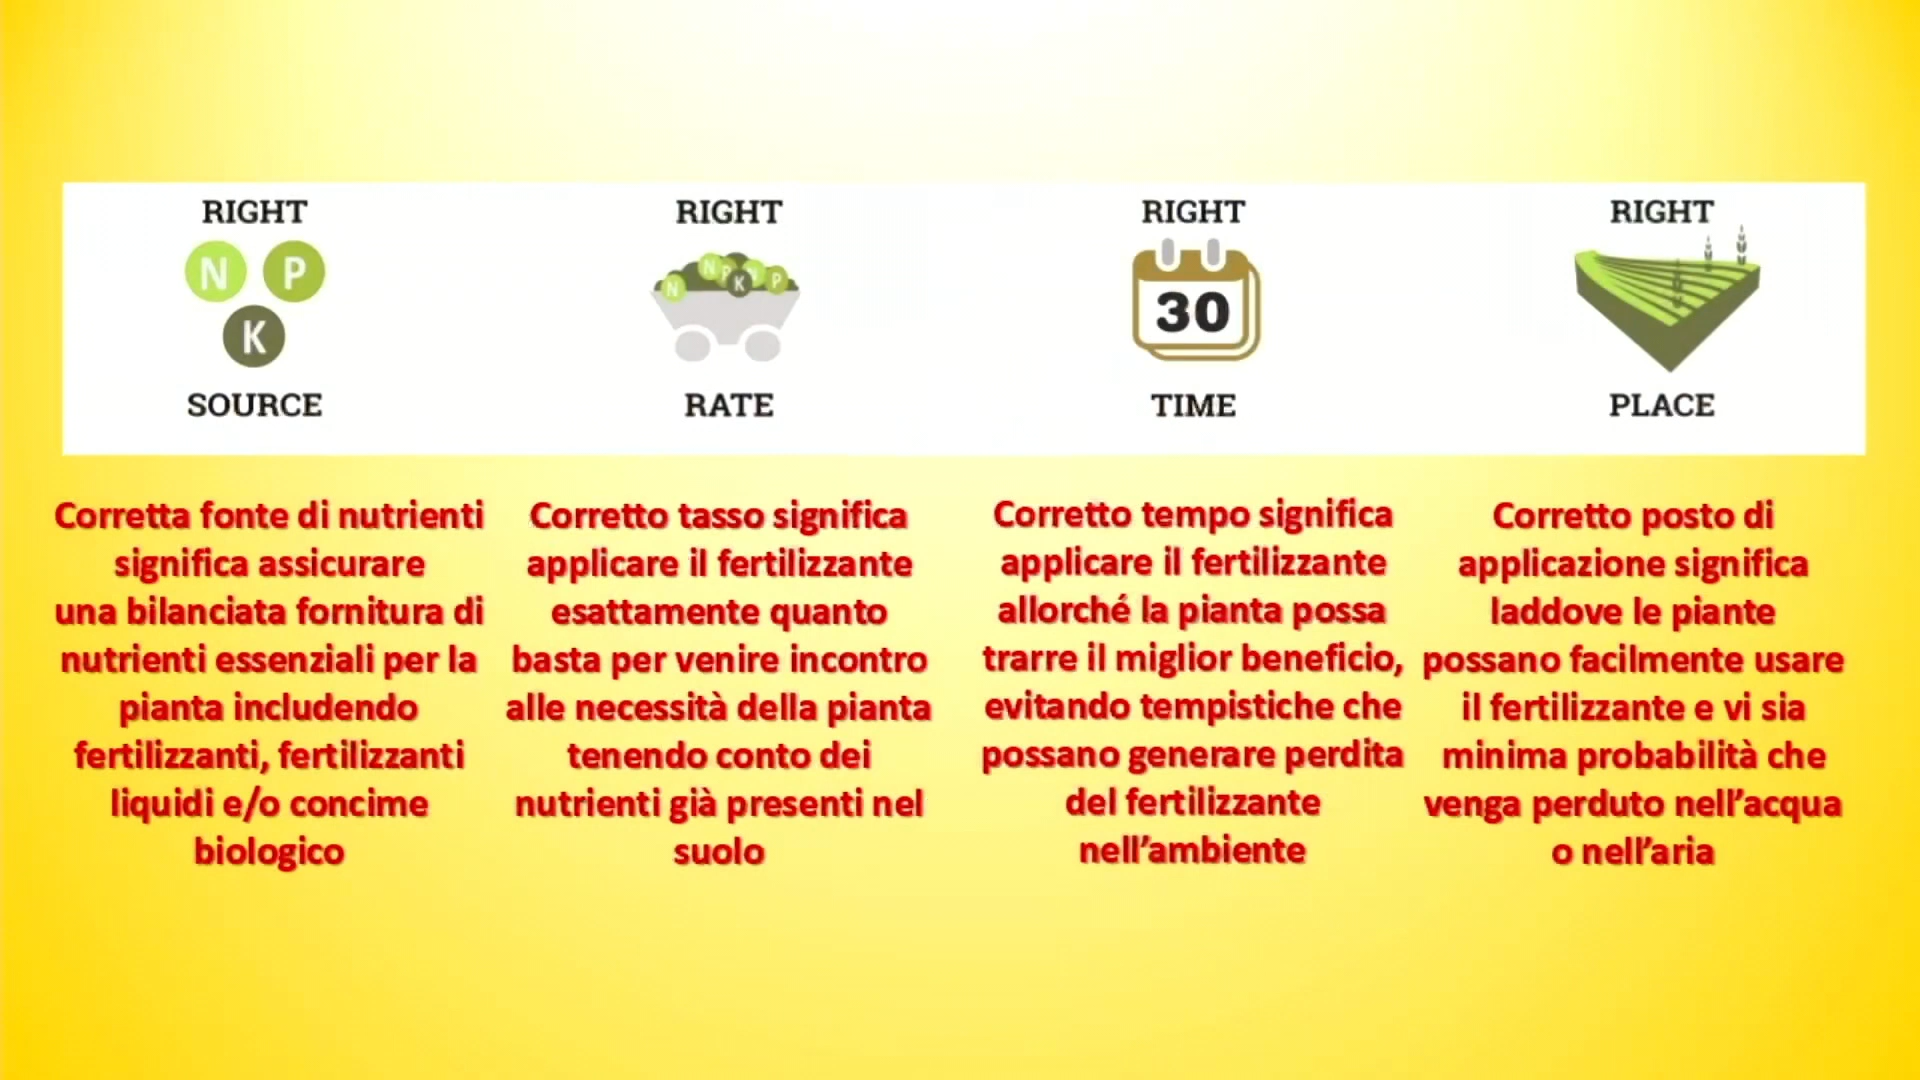 RIGHT
N P
K
SOURCE
RIGHT
N N P K N P
RATE
RIGHT
30
TIME
RIGHT
PLACE
Corretta fonte di nutrienti
significa assicurare
una bilanciata fornitura di
nutrienti essenziali per la
pianta includendo
fertilizzanti, fertilizzanti
liquidi e/o concime
biologico
Corretto tasso significa
applicare il fertilizzante
esattamente quanto
basta per venire incontro
alle necessità della pianta
tenendo conto dei
nutrienti già presenti nel
suolo
Corretto tempo significa
applicare il fertilizzante
allorché la pianta possa
trarre il miglior beneficio,
evitando tempistiche che
possano generare perdita
del fertilizzante
nell’ambiente
Corretto posto di
applicazione significa
laddove le piante
possano facilmente usare
il fertilizzante e vi sia
minima probabilità che
venga perduto nell’acqua
o nell’aria